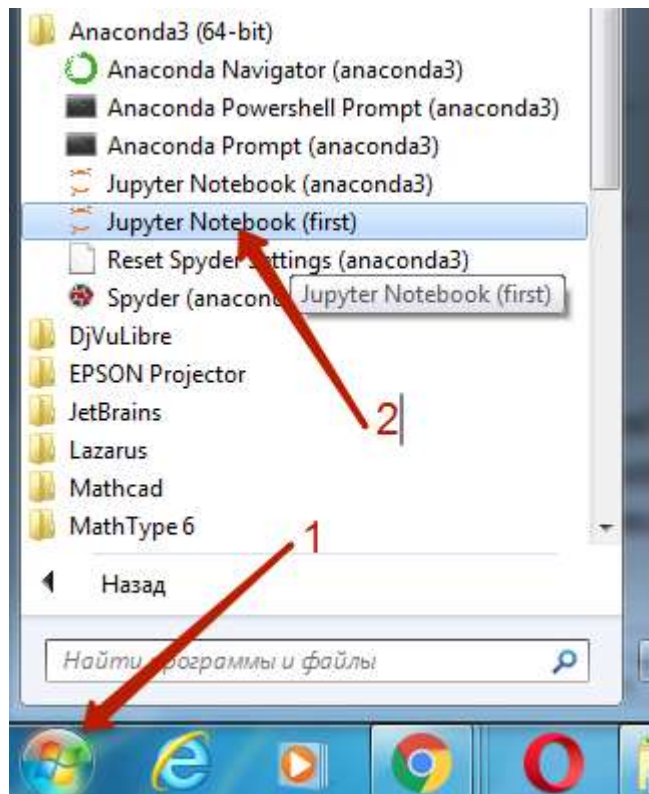 Anaconda3 (64-bit)
Anaconda Navigator (anaconda3)
Anaconda Powershell Prompt (anaconda3)
Anaconda Prompt (anaconda3)
Jupyter Notebook (anaconda3)
Jupyter Notebook (first)
Reset Spyder Settings (anaconda3)
Spyder (anacond
Jupyter Notebook (first)
DjVuLibre
EPSON Projector
JetBrains
2
Lazarus
Mathcad
MathType 6
1
Назад
Найти программы и файлы